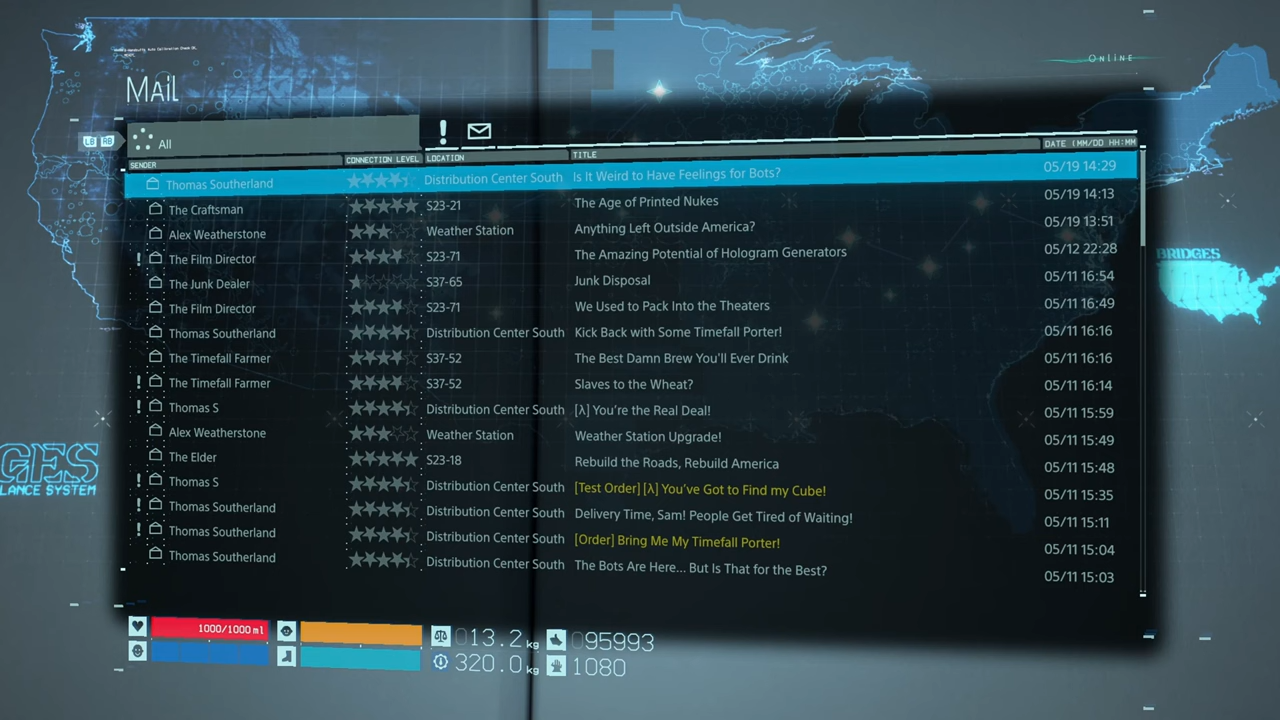 Online
Mail
LB RB All
SENDER CONNECTION LEVEL LOCATION TITLE DATE (MM/DD HH:MM
Thomas Southerland Distribution Center South Is It Weird to Have Feelings for Bots? 05/19 14:29
The Craftsman S23-21 The Age of Printed Nukes 05/19 14:13
Alex Weatherstone Weather Station Anything Left Outside America? 05/19 13:51
! The Film Director S23-71 The Amazing Potential of Hologram Generators 05/12 22:28
The Junk Dealer S37-65 Junk Disposal 05/11 16:54
The Film Director S23-71 We Used to Pack Into the Theaters 05/11 16:49
Thomas Southerland Distribution Center South Kick Back with Some Timefall Porter! 05/11 16:16
The Timefall Farmer S37-52 The Best Damn Brew You'll Ever Drink 05/11 16:16
! The Timefall Farmer S37-52 Slaves to the Wheat? 05/11 16:14
! Thomas S Distribution Center South [λ] You're the Real Deal! 05/11 15:59
Alex Weatherstone Weather Station Weather Station Upgrade! 05/11 15:49
The Elder S23-18 Rebuild the Roads, Rebuild America 05/11 15:48
! Thomas S Distribution Center South [Test Order] [λ] You've Got to Find my Cube! 05/11 15:35
! Thomas Southerland Distribution Center South Delivery Time, Sam! People Get Tired of Waiting! 05/11 15:11
! Thomas Southerland Distribution Center South [Order] Bring Me My Timefall Porter! 05/11 15:04
Thomas Southerland Distribution Center South The Bots Are Here... But Is That for the Best? 05/11 15:03
BRIDGES
GES
LANCE SYSTEM
1000/1000 ml 013.2 kg 095993
320.0 kg 1080